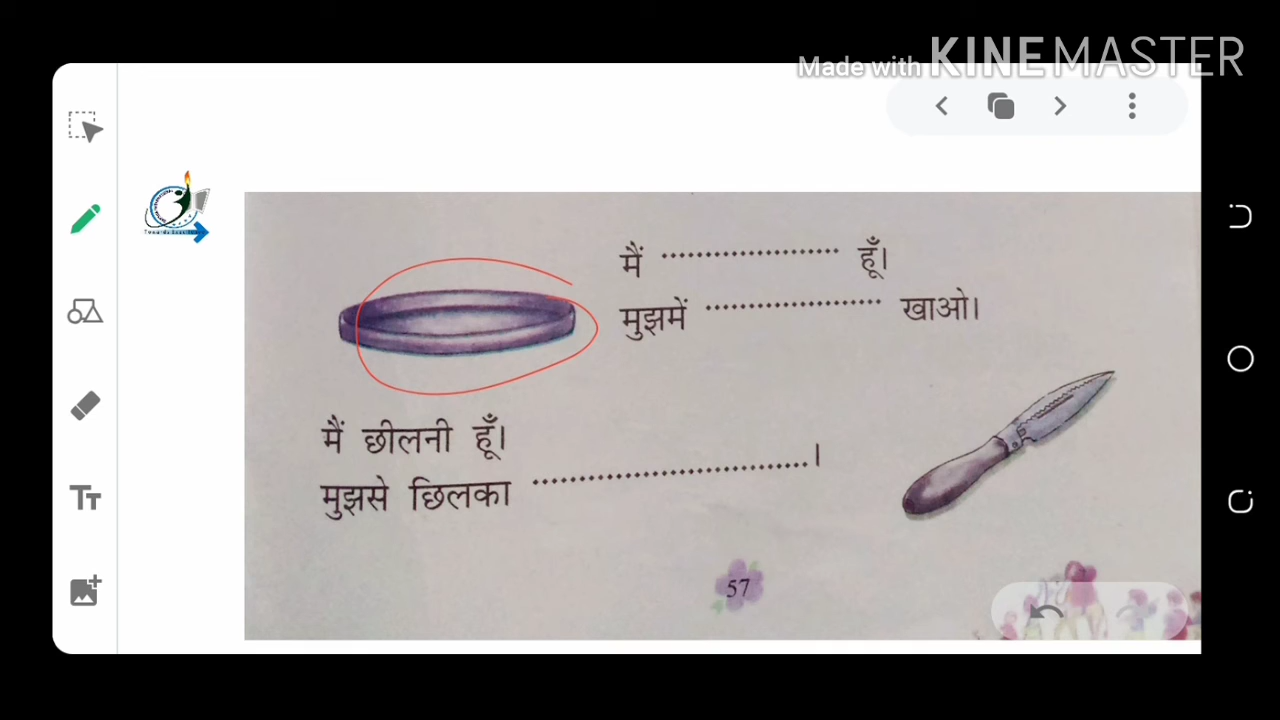 Made with KINEMASTER
मैं ···················· हूँ।
मुझमें ···················· खाओ।
मैं छीलनी हूँ।
मुझसे छिलका ································ ।
57